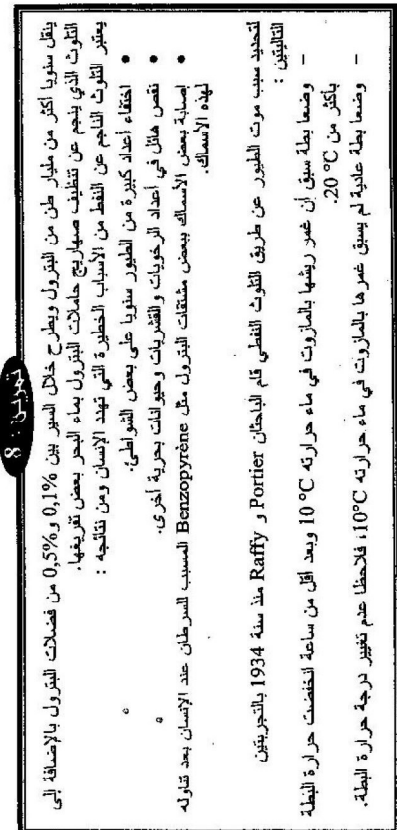 تمرين : 8
ينقل سنويا أكثر من مليار طن من البترول ويطرح خلال السير بين 0,1% و0,5% من فضلات البترول بالإضافة إلى
التلوث الذي ينجم عن تنظيف صهاريج حاملات البترول بماء البحر بعض تفريغها.
يعتبر التلوث الناجم عن النفط من الأسباب الخطيرة التي تهدد الإنسان ومن نتائجه :
• اختفاء أعداد كبيرة من الطيور سنويا على بعض الشواطئ.
• نقص هائل في أعداد الرخويات والقشريات وحيوانات بحرية أخرى.
• إصابة بعض الأسماك ببعض مشتقات البترول مثل Benzopyrène المسبب للسرطان عند الإنسان بعد تناوله
لهذه الأسماك.
لتحديد سبب موت الطيور عن طريق التلوث النفطي قام الباحثان Portier و Raffy منذ سنة 1934 بالتجربتين
التاليتين :
– وضعا بطة سبق ان غمر ريشها بالمازوت في ماء حرارته 10 °C وبعد أقل من ساعة انخفضت حرارة البطة
بأكثر من 20 °C.
– وضعا بطة عادية لم يسبق غمرها بالمازوت في ماء حرارته 10°C، فلاحظا عدم تغيير درجة حرارة البطة.